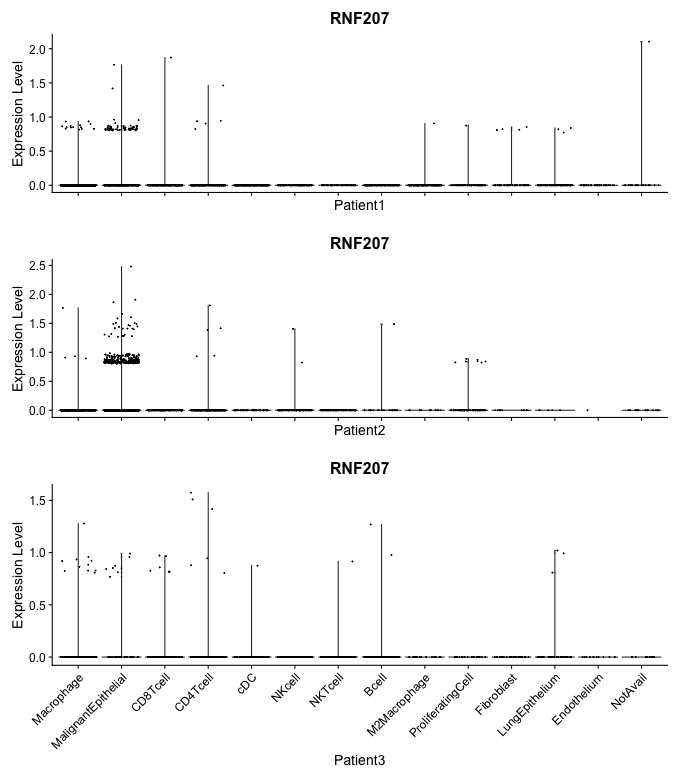 RNF207
Expression Level
2.0
1.5
1.0
0.5
0.0
Patient1
RNF207
Expression Level
2.5
2.0
1.5
1.0
0.5
0.0
Patient2
RNF207
Expression Level
1.5
1.0
0.5
0.0
Macrophage
MalignantEpithelial
CD8Tcell
CD4Tcell
cDC
NKcell
NKTcell
Bcell
M2Macrophage
ProliferatingCell
Fibroblast
LungEpithelium
Endothelium
NotAvail
Patient3